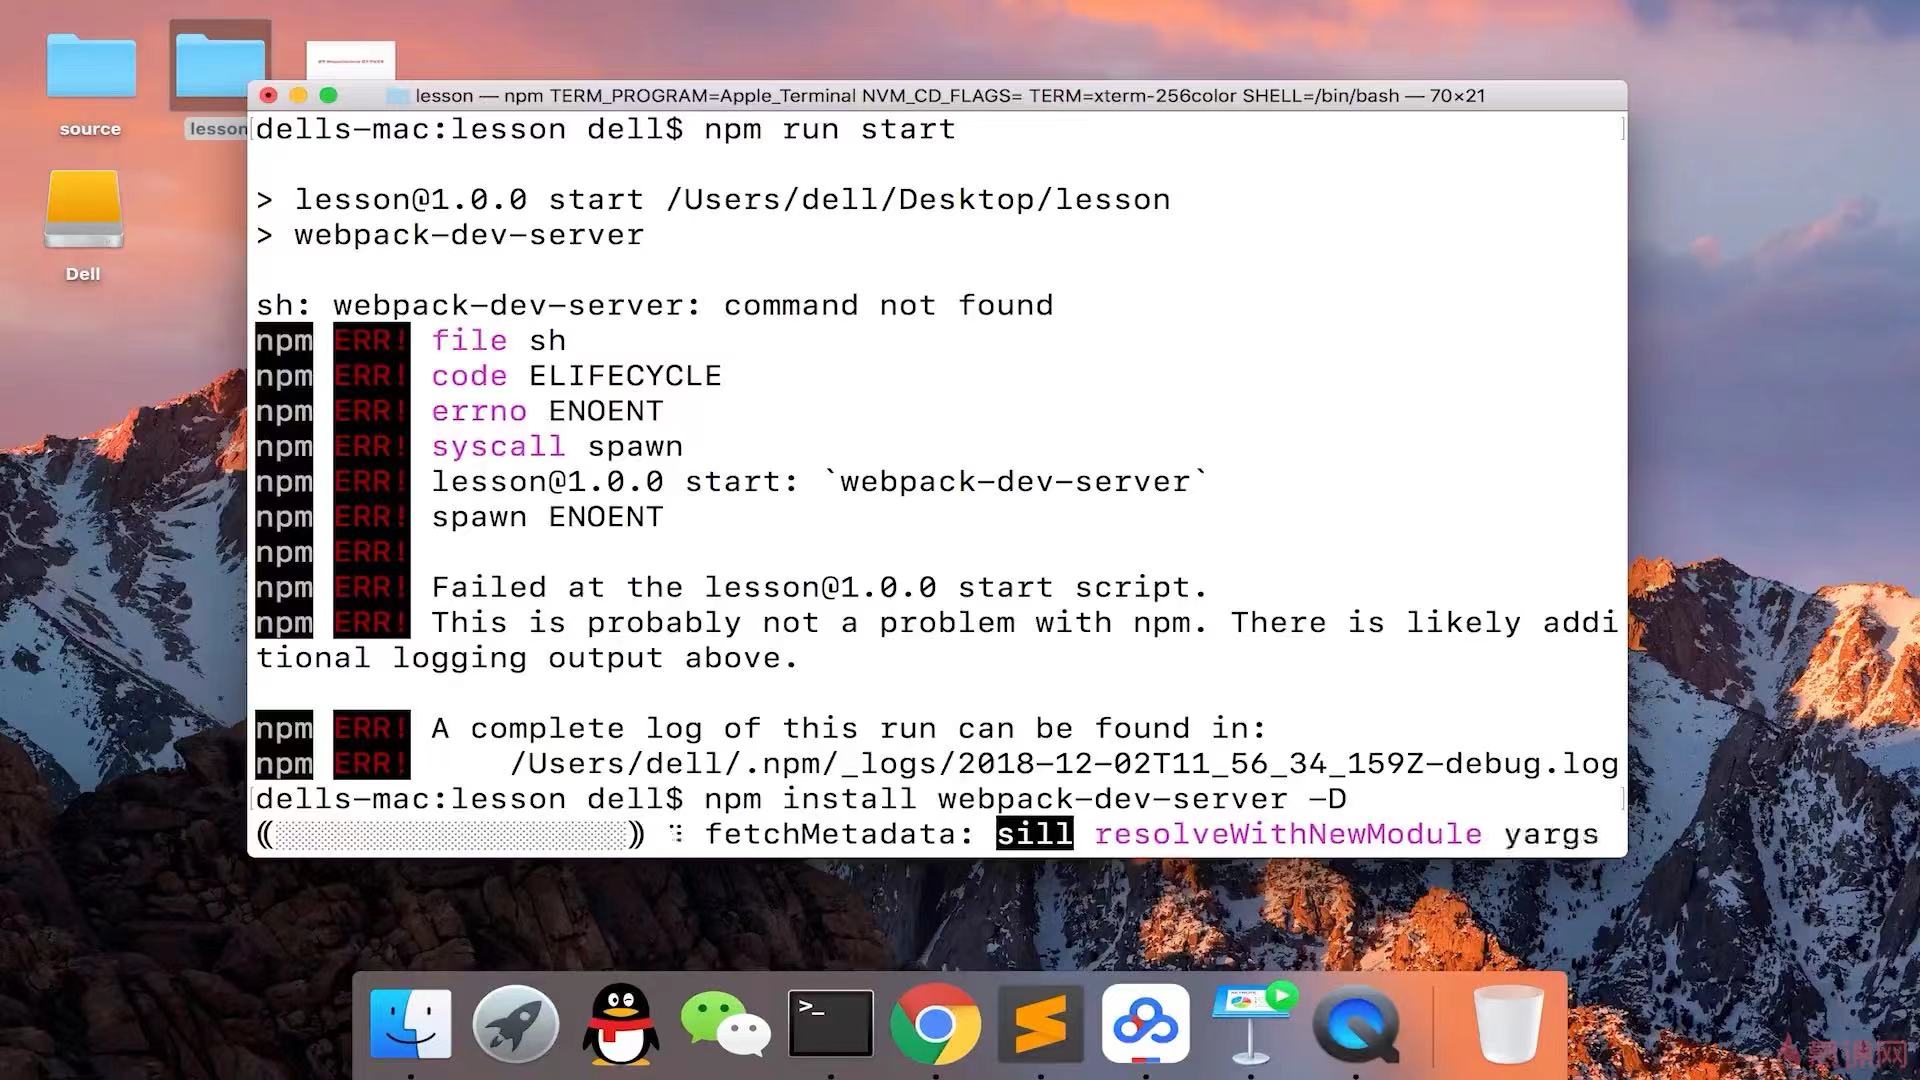 source
lesson
Dell
lesson — npm TERM_PROGRAM=Apple_Terminal NVM_CD_FLAGS= TERM=xterm-256color SHELL=/bin/bash — 70×21
dells-mac:lesson dell$ npm run start
> lesson@1.0.0 start /Users/dell/Desktop/lesson
> webpack-dev-server
sh: webpack-dev-server: command not found
npm ERR! file sh
npm ERR! code ELIFECYCLE
npm ERR! errno ENOENT
npm ERR! syscall spawn
npm ERR! lesson@1.0.0 start: `webpack-dev-server`
npm ERR! spawn ENOENT
npm ERR!
npm ERR! Failed at the lesson@1.0.0 start script.
npm ERR! This is probably not a problem with npm. There is likely addi
tional logging output above.
npm ERR! A complete log of this run can be found in:
npm ERR!     /Users/dell/.npm/_logs/2018-12-02T11_56_34_159Z-debug.log
dells-mac:lesson dell$ npm install webpack-dev-server -D
fetchMetadata: sill resolveWithNewModule yargs
慕课网